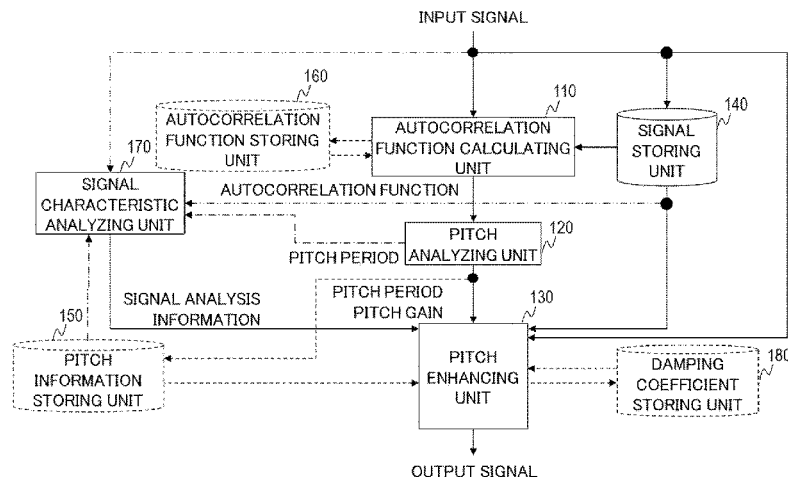 INPUT SIGNAL
160
AUTOCORRELATION
FUNCTION STORING
UNIT
110
AUTOCORRELATION
FUNCTION CALCULATING
UNIT
140
SIGNAL
STORING
UNIT
170
SIGNAL
CHARACTERISTIC
ANALYZING UNIT
AUTOCORRELATION FUNCTION
PITCH
ANALYZING UNIT
120
PITCH PERIOD
SIGNAL ANALYSIS
INFORMATION
PITCH PERIOD
PITCH GAIN
130
150
PITCH
INFORMATION
STORING UNIT
PITCH
ENHANCING
UNIT
DAMPING
COEFFICIENT
STORING UNIT
180
OUTPUT SIGNAL